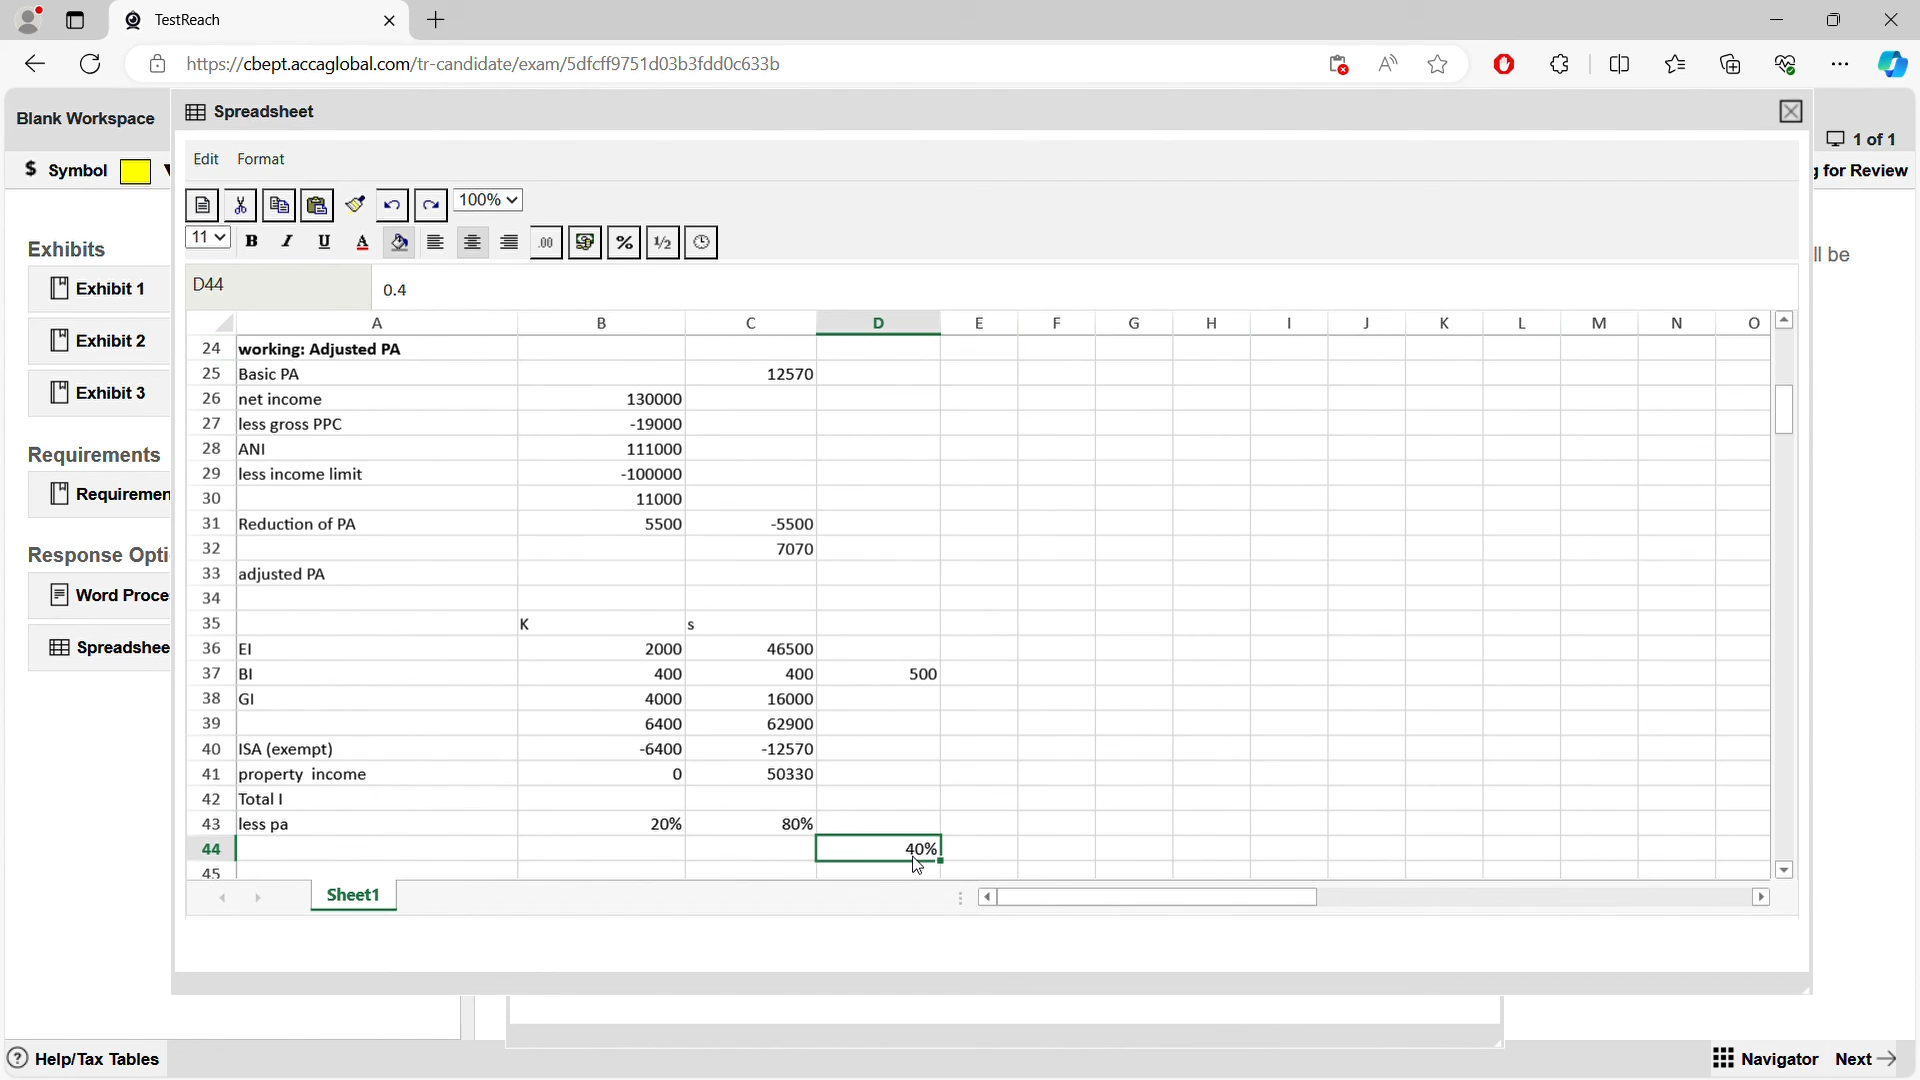 TestReach
https://cbept.accaglobal.com/tr-candidate/exam/5dfcff9751d03b3fdd0c633b
Blank Workspace
Spreadsheet
1 of 1
$ Symbol
g for Review
Edit Format
100%
11 B I U A .00 % 1/2
D44 0.4
Exhibits
Exhibit 1
Exhibit 2
Exhibit 3
Requirements
Requiremen
Response Opti
Word Proce
Spreadshee
ll be
A B C D E F G H I J K L M N O
24 working: Adjusted PA
25 Basic PA 12570
26 net income 130000
27 less gross PPC -19000
28 ANI 111000
29 less income limit -100000
30 11000
31 Reduction of PA 5500 -5500
32 7070
33 adjusted PA
34
35 K s
36 EI 2000 46500
37 BI 400 400 500
38 GI 4000 16000
39 6400 62900
40 ISA (exempt) -6400 -12570
41 property income 0 50330
42 Total I
43 less pa 20% 80%
44 40%
45
Sheet1
Help/Tax Tables
Navigator Next